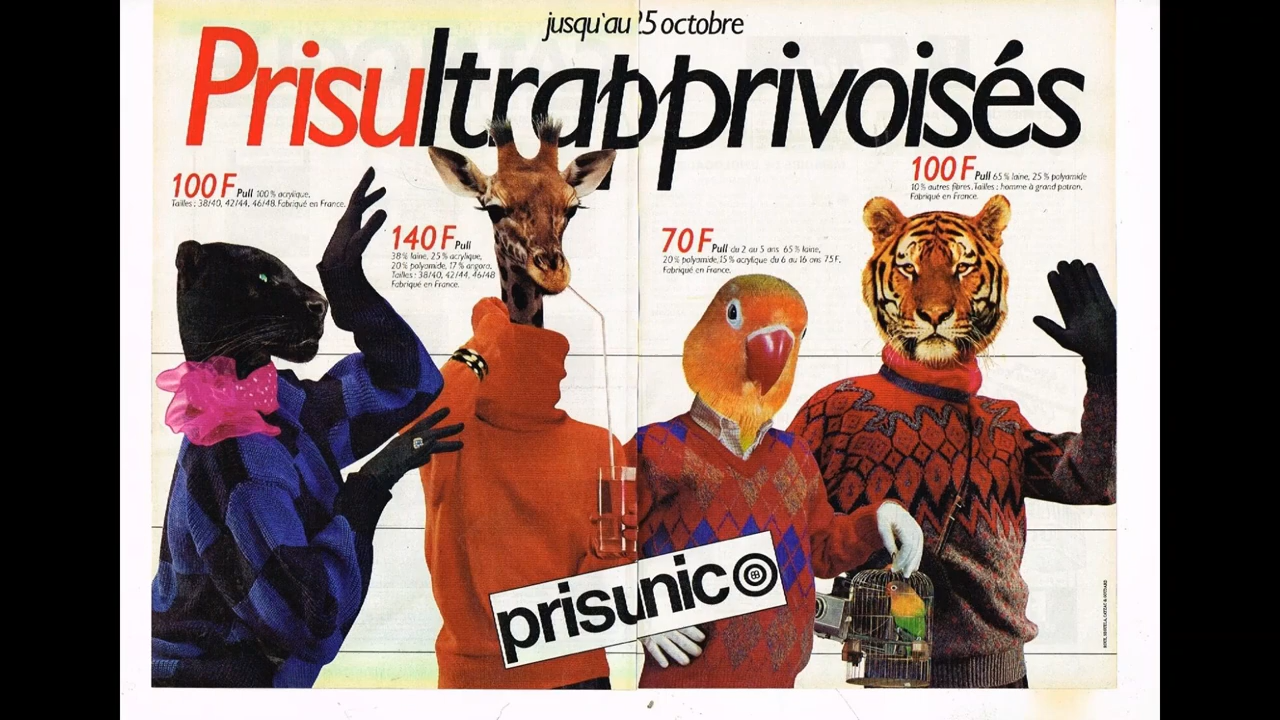 jusqu'au 25 octobre
Prisultrapprivoisés
100 F Pull 100% acrylique.
Tailles : 38/40, 42/44, 46/48. Fabriqué en France.
140 F Pull
38% laine, 25% acrylique,
20% polyamide, 17% angora.
Tailles : 38/40, 42/44, 46/48
Fabriqué en France.
70 F Pull du 2 au 5 ans 65% laine,
20% polyamide, 15% acrylique du 6 au 16 ans 75 F.
Fabriqué en France.
100 F Pull 65% laine, 25% polyamide
10% autres fibres. Tailles : homme à grand patron.
Fabriqué en France.
prisunic